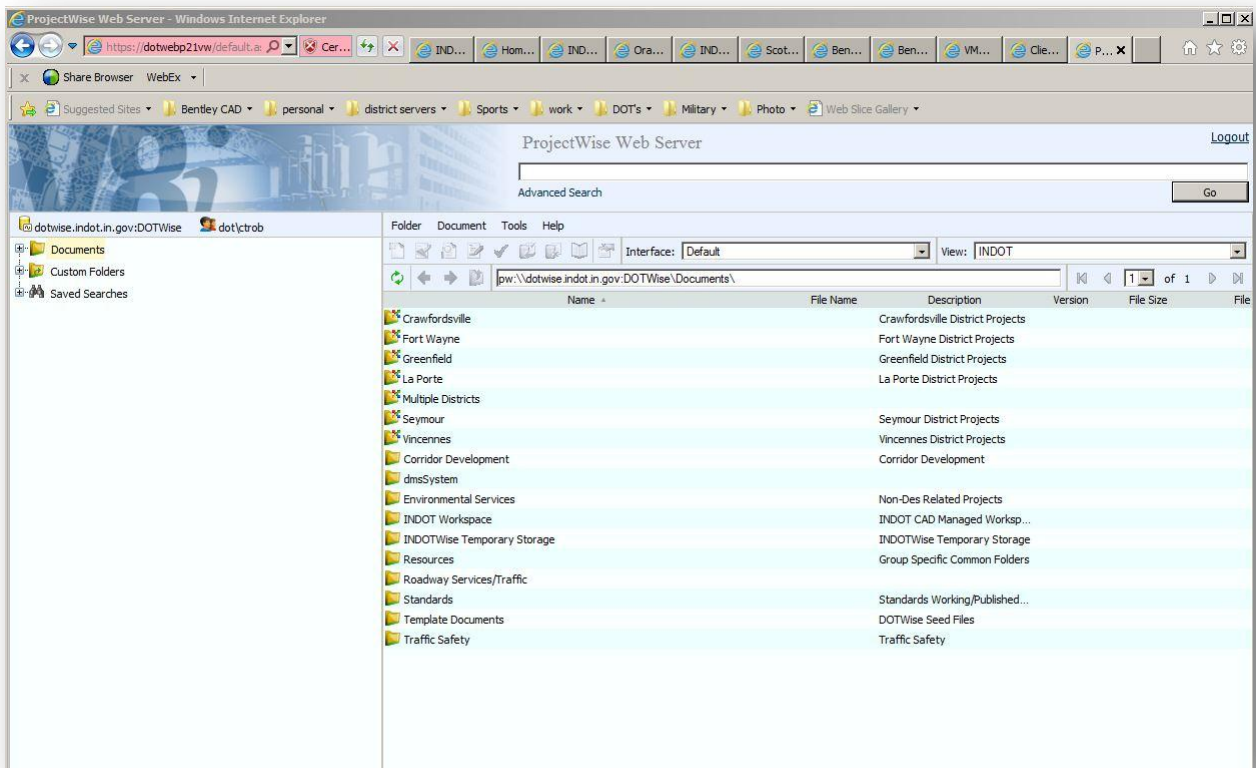 ProjectWise Web Server - Windows Internet Explorer
https://dotwebp21vw/default.a: Cer... IND... Hom... IND... Ora... IND... Scot... Ben... Ben... VM... Clie... P... X
x Share Browser WebEx
Suggested Sites Bentley CAD personal district servers Sports work DOT's Military Photo Web Slice Gallery
ProjectWise Web Server Logout
Advanced Search Go
dotwise.indot.in.gov:DOTWise dot\ctrob Folder Document Tools Help
Documents Interface: Default View: INDOT
Custom Folders
Saved Searches pw:\\dotwise.indot.in.gov:DOTWise\Documents\ 1 of 1
Name File Name Description Version File Size File
Crawfordsville Crawfordsville District Projects
Fort Wayne Fort Wayne District Projects
Greenfield Greenfield District Projects
La Porte La Porte District Projects
Multiple Districts
Seymour Seymour District Projects
Vincennes Vincennes District Projects
Corridor Development Corridor Development
dmsSystem
Environmental Services Non-Des Related Projects
INDOT Workspace INDOT CAD Managed Worksp...
INDOTWise Temporary Storage INDOTWise Temporary Storage
Resources Group Specific Common Folders
Roadway Services/Traffic
Standards Standards Working/Published...
Template Documents DOTWise Seed Files
Traffic Safety Traffic Safety